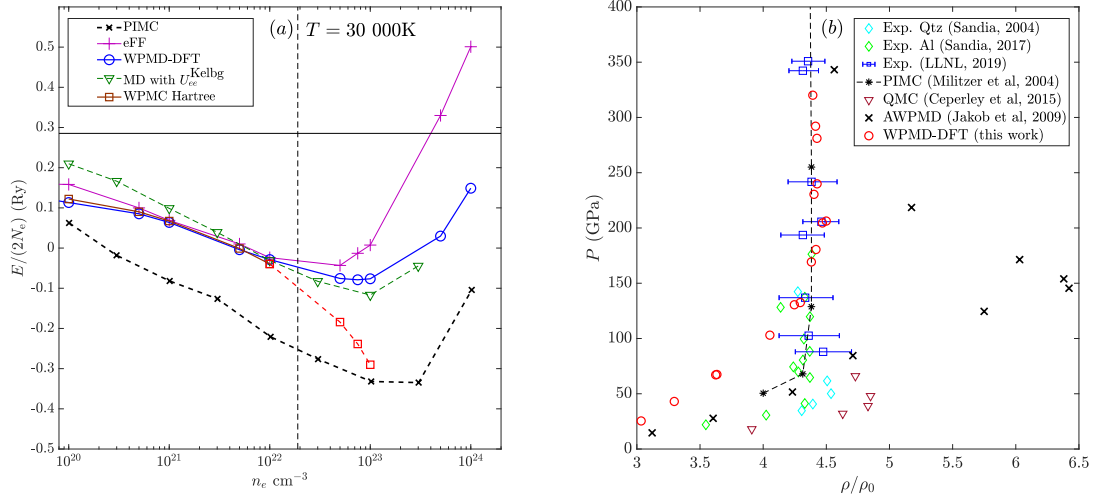 (a) T = 30 000K
PIMC
eFF
WPMD-DFT
MD with U_ee^Kelbg
WPMC Hartree
0.5
0.4
0.3
0.2
0.1
0
-0.1
-0.2
-0.3
-0.4
-0.5
E/(2N_e) (Ry)
10^20 10^21 10^22 10^23 10^24
n_e cm^−3
(b)
Exp. Qtz (Sandia, 2004)
Exp. Al (Sandia, 2017)
Exp. (LLNL, 2019)
PIMC (Militzer et al, 2004)
QMC (Ceperley et al, 2015)
AWPMD (Jakob et al, 2009)
WPMD-DFT (this work)
400
350
300
250
200
150
100
50
0
P (GPa)
3 3.5 4 4.5 5 5.5 6 6.5
ρ/ρ_0